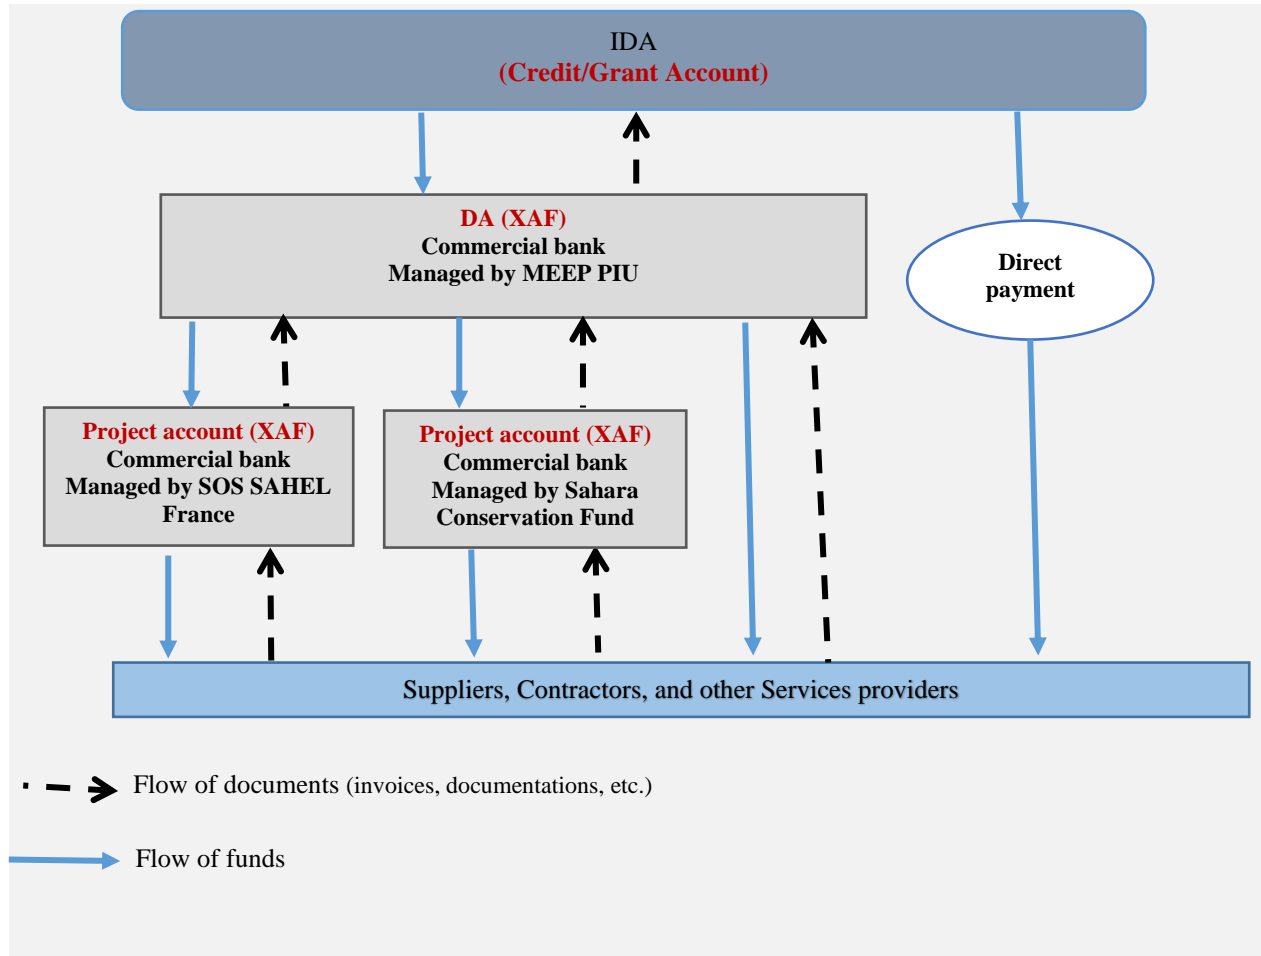 IDA
(Credit/Grant Account)
DA (XAF)
Commercial bank
Managed by MEEP PIU
Direct
payment
Project account (XAF)
Commercial bank
Managed by SOS SAHEL
France
Project account (XAF)
Commercial bank
Managed by Sahara
Conservation Fund
Suppliers, Contractors, and other Services providers
Flow of documents (invoices, documentations, etc.)
Flow of funds